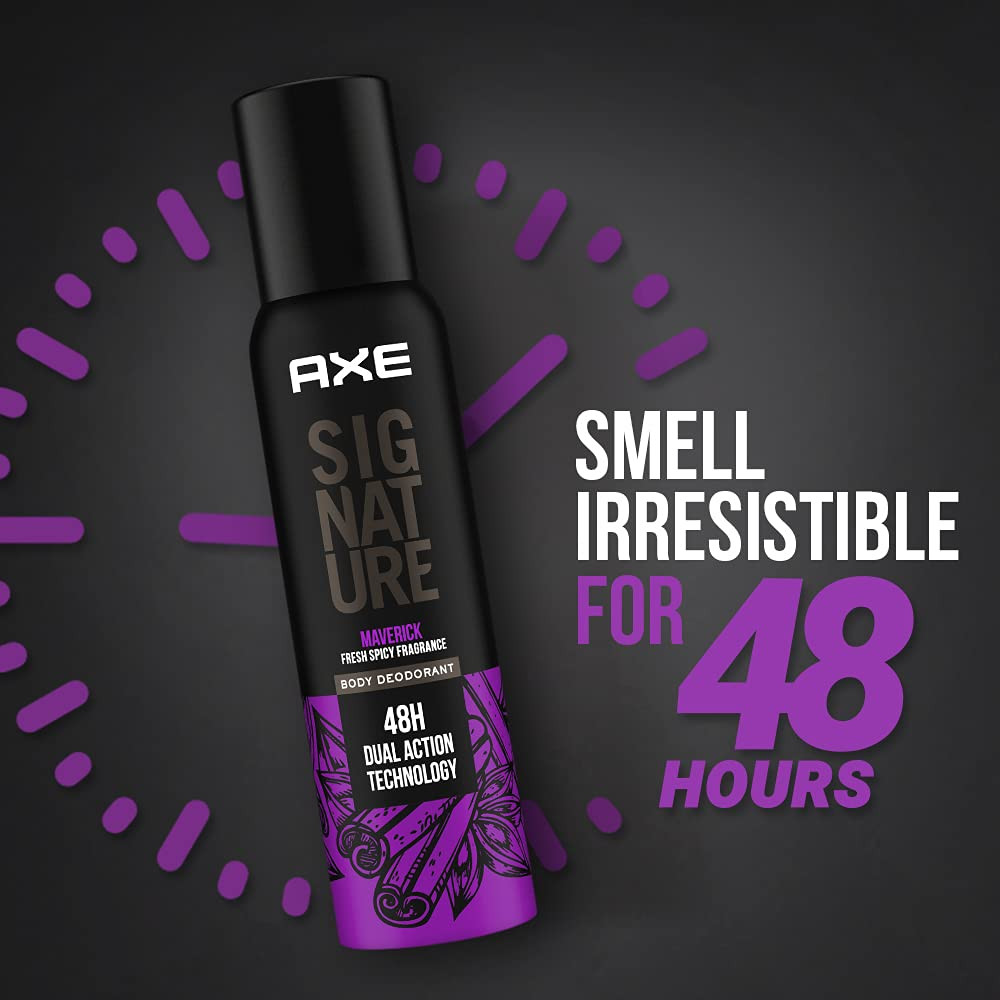 AXE
SIG
NAT
URE
MAVERICK
FRESH SPICY FRAGRANCE
BODY DEODORANT
48H
DUAL ACTION
TECHNOLOGY
SMELL
IRRESISTIBLE
FOR 48
HOURS